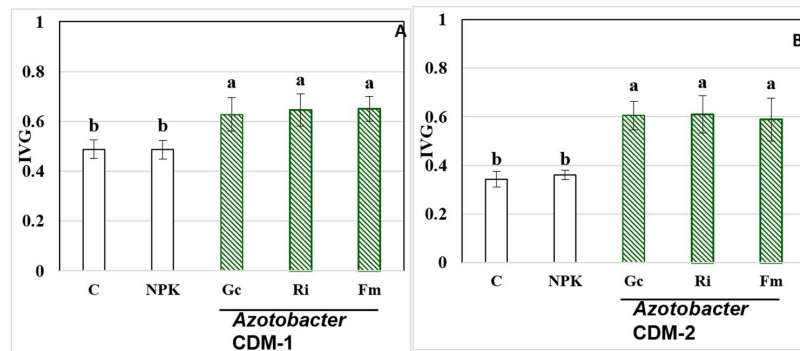 A
1
0.8
0.6
0.4
0.2
0
IVG
b b a a a
C NPK Gc Ri Fm
Azotobacter
CDM-1
B
1
0.8
0.6
0.4
0.2
0
IVG
b b a a a
C NPK Gc Ri Fm
Azotobacter
CDM-2